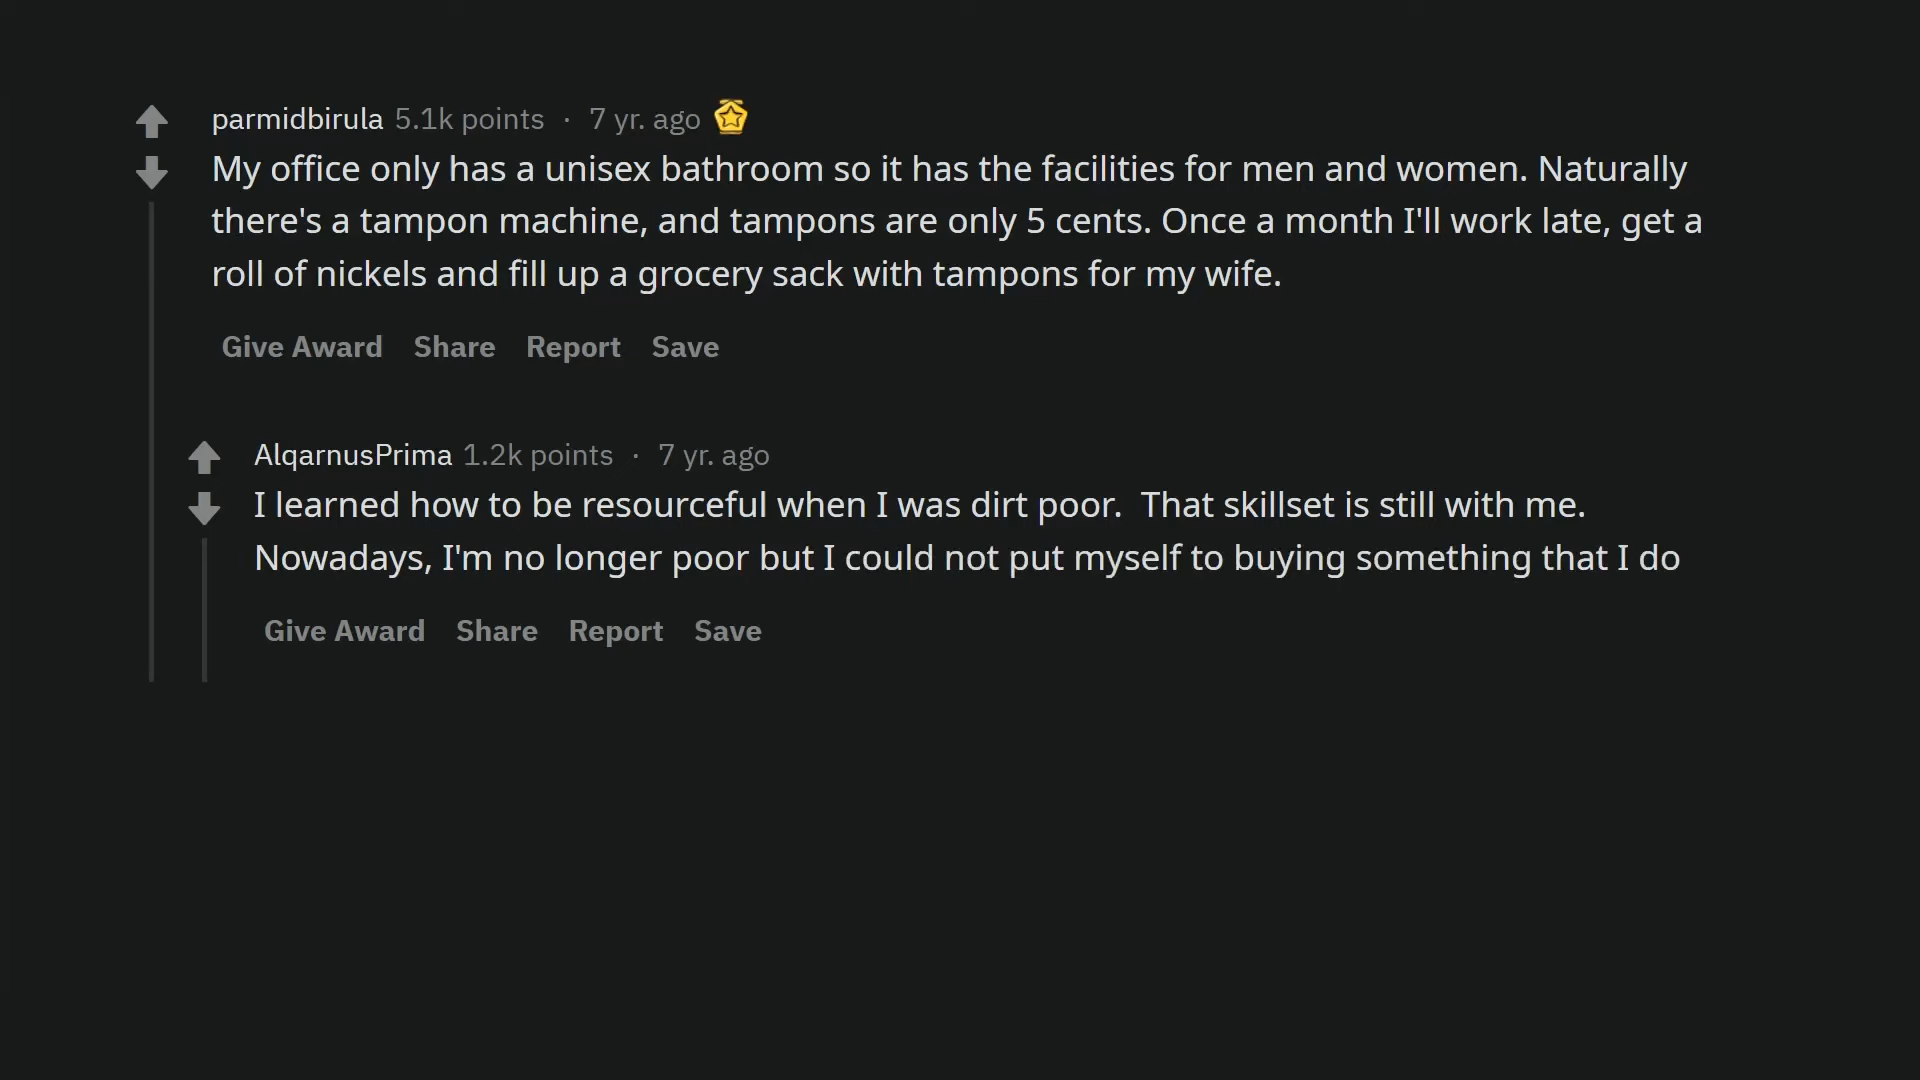 parmidbirula 5.1k points · 7 yr. ago
My office only has a unisex bathroom so it has the facilities for men and women. Naturally
there's a tampon machine, and tampons are only 5 cents. Once a month I'll work late, get a
roll of nickels and fill up a grocery sack with tampons for my wife.
Give Award Share Report Save
AlqarnusPrima 1.2k points · 7 yr. ago
I learned how to be resourceful when I was dirt poor.  That skillset is still with me.
Nowadays, I'm no longer poor but I could not put myself to buying something that I do
Give Award Share Report Save